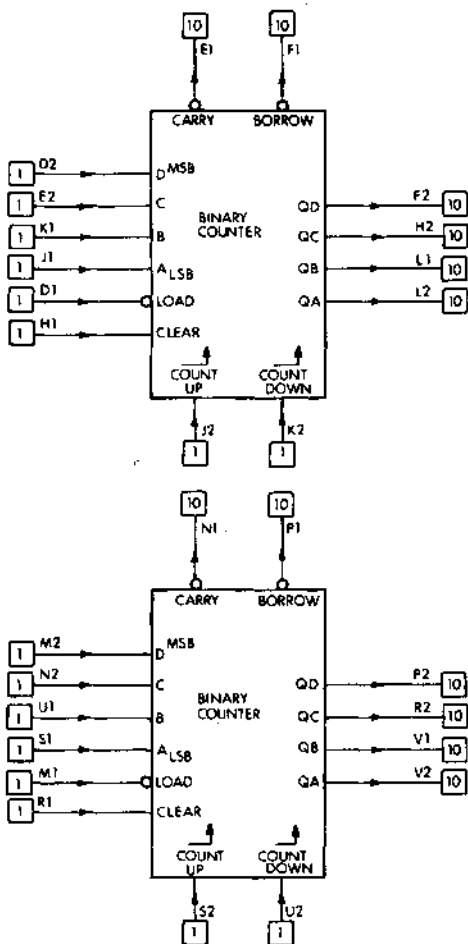 10 10
E1 F1
CARRY BORROW
1 D2 D MSB
1 E2 C QD F2 10
1 K1 B BINARY COUNTER QC H2 10
1 J1 A LSB QB L1 10
1 D1 LOAD QA L2 10
1 H1 CLEAR
COUNT UP COUNT DOWN
J2 K2
1 1
10 10
N1 P1
CARRY BORROW
1 M2 D MSB
1 N2 C QD P2 10
1 U1 B BINARY COUNTER QC R2 10
1 S1 A LSB QB V1 10
1 M1 LOAD QA V2 10
1 R1 CLEAR
COUNT UP COUNT DOWN
S2 U2
1 1